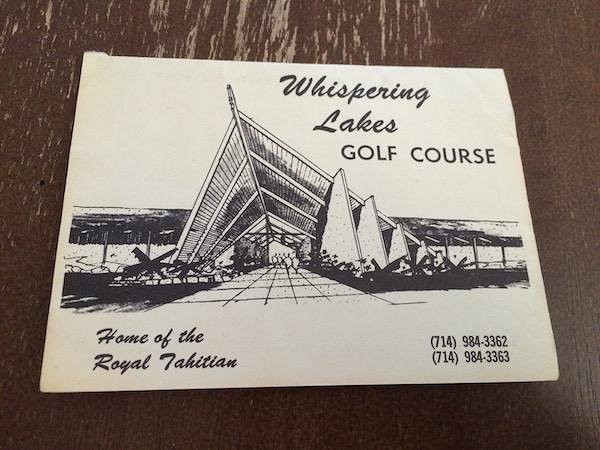 Whispering
Lakes
GOLF COURSE
Home of the
Royal Tahitian
(714) 984-3362
(714) 984-3363